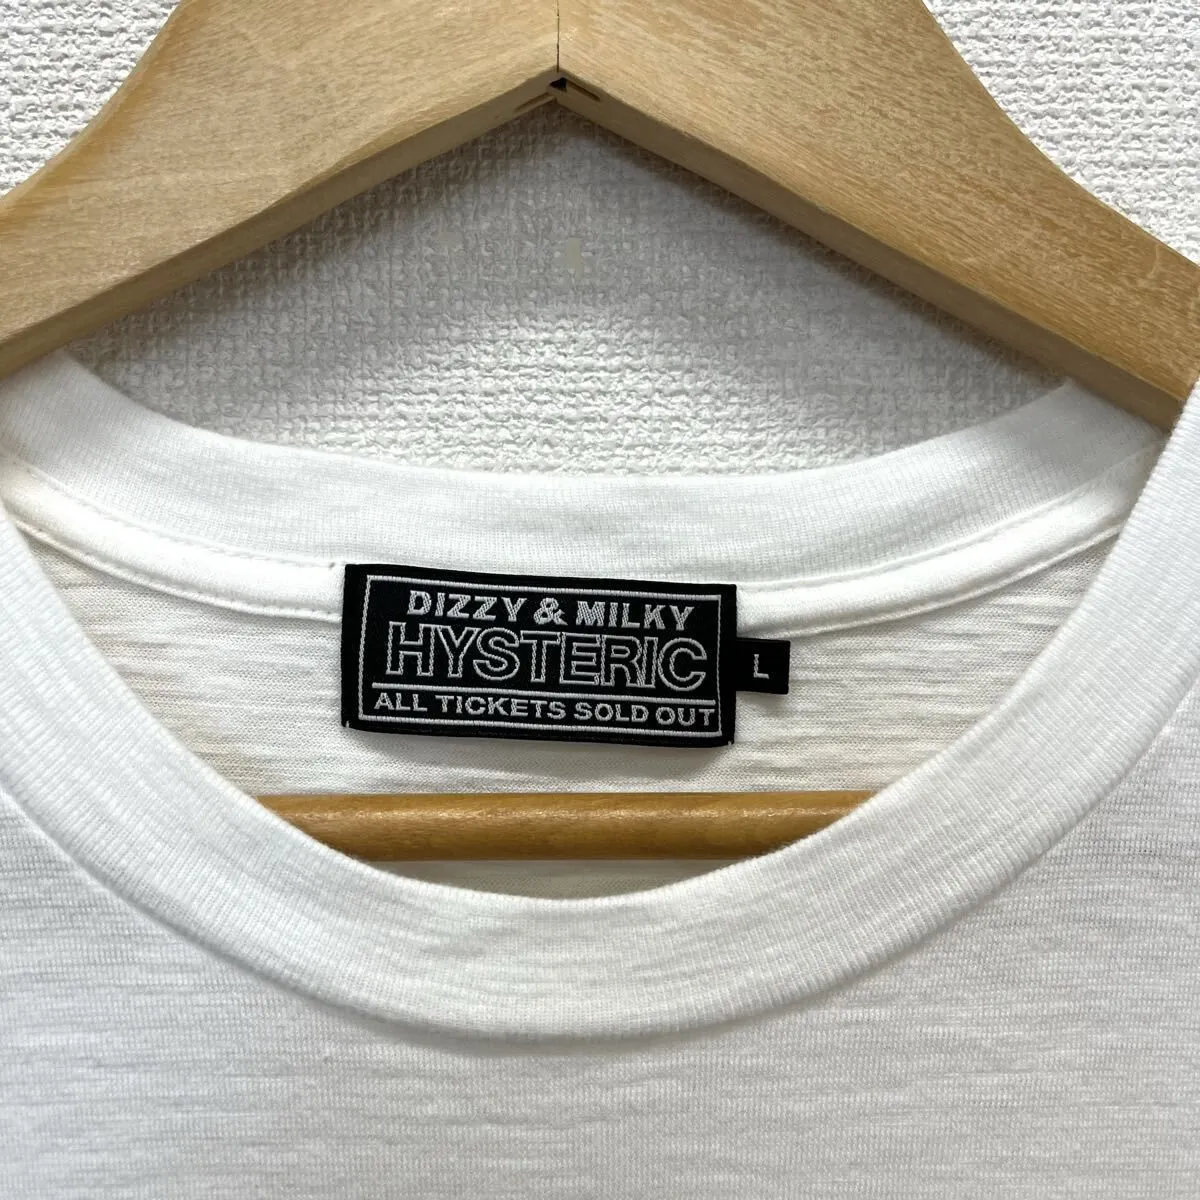 DIZZY & MILKY
HYSTERIC
ALL TICKETS SOLD OUT
L